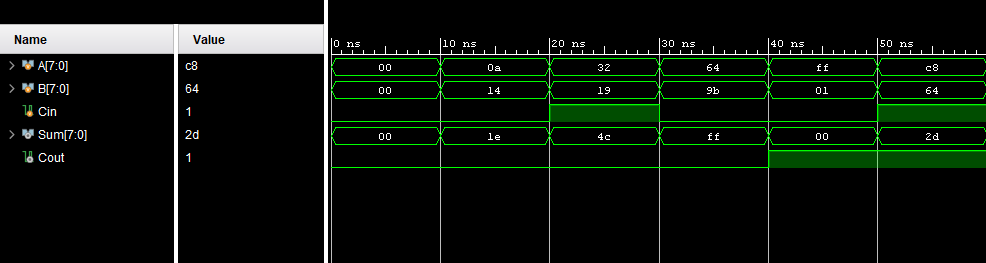 Name Value
0 ns 10 ns 20 ns 30 ns 40 ns 50 ns
A[7:0] c8 00 0a 32 64 ff c8
B[7:0] 64 00 14 19 9b 01 64
Cin 1
Sum[7:0] 2d 00 1e 4c ff 00 2d
Cout 1